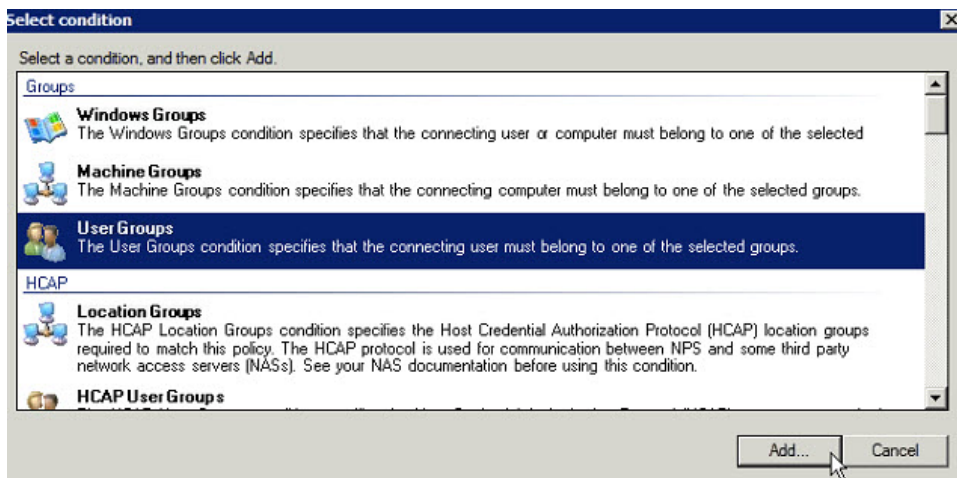 Select condition
Select a condition, and then click Add.
Groups
Windows Groups
The Windows Groups condition specifies that the connecting user or computer must belong to one of the selected
Machine Groups
The Machine Groups condition specifies that the connecting computer must belong to one of the selected groups.
User Groups
The User Groups condition specifies that the connecting user must belong to one of the selected groups.
HCAP
Location Groups
The HCAP Location Groups condition specifies the Host Credential Authorization Protocol (HCAP) location groups
required to match this policy. The HCAP protocol is used for communication between NPS and some third party
network access servers (NASs). See your NAS documentation before using this condition.
HCAP User Groups
Add...
Cancel